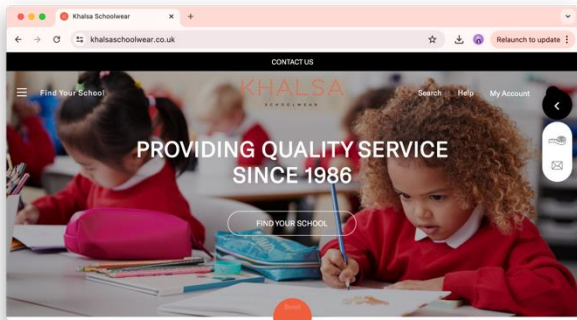 Khalsa Schoolwear
khalsaschoolwear.co.uk
Relaunch to update
CONTACT US
Find Your School
KHALSA
SCHOOLWEAR
Search Help My Account
PROVIDING QUALITY SERVICE
SINCE 1986
FIND YOUR SCHOOL
Scroll